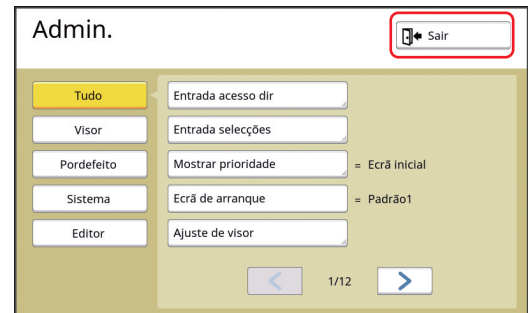 Admin.
Sair
Tudo
Entrada acesso dir
Visor
Entrada selecções
Pordefeito
Mostrar prioridade = Ecrã inicial
Sistema
Ecrã de arranque = Padrão1
Editor
Ajuste de visor
1/12